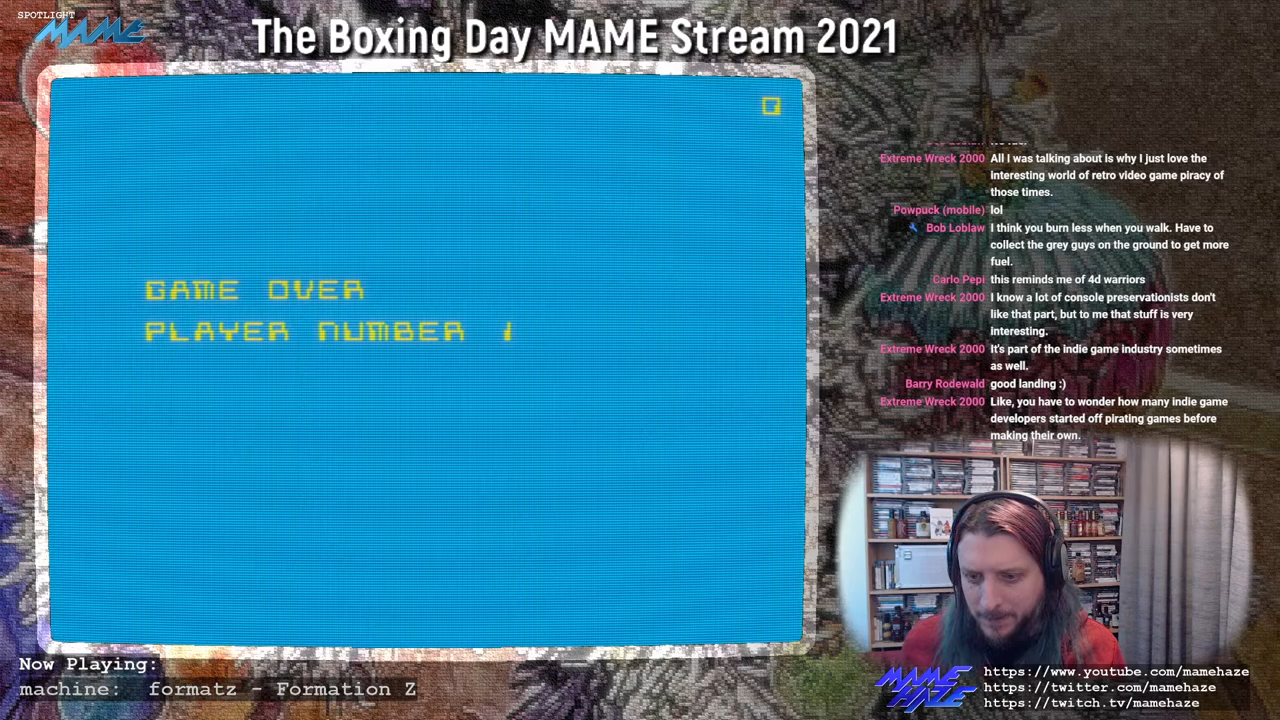 SPOTLIGHT
MAME
The Boxing Day MAME Stream 2021
GAME OVER
PLAYER NUMBER 1
Extreme Wreck 2000 All I was talking about is why I just love the
interesting world of retro video game piracy of
those times.
Powpuck (mobile) lol
Bob Loblaw I think you burn less when you walk. Have to
collect the grey guys on the ground to get more
fuel.
Carlo Pepi this reminds me of 4d warriors
Extreme Wreck 2000 I know a lot of console preservationists don't
like that part, but to me that stuff is very
interesting.
Extreme Wreck 2000 It's part of the indie game industry sometimes
as well.
Barry Rodewald good landing :)
Extreme Wreck 2000 Like, you have to wonder how many indie game
developers started off pirating games before
making their own.
Now Playing:
machine: formatz - Formation Z
MAME
HAZE
https://www.youtube.com/mamehaze
https://twitter.com/mamehaze
https://twitch.tv/mamehaze